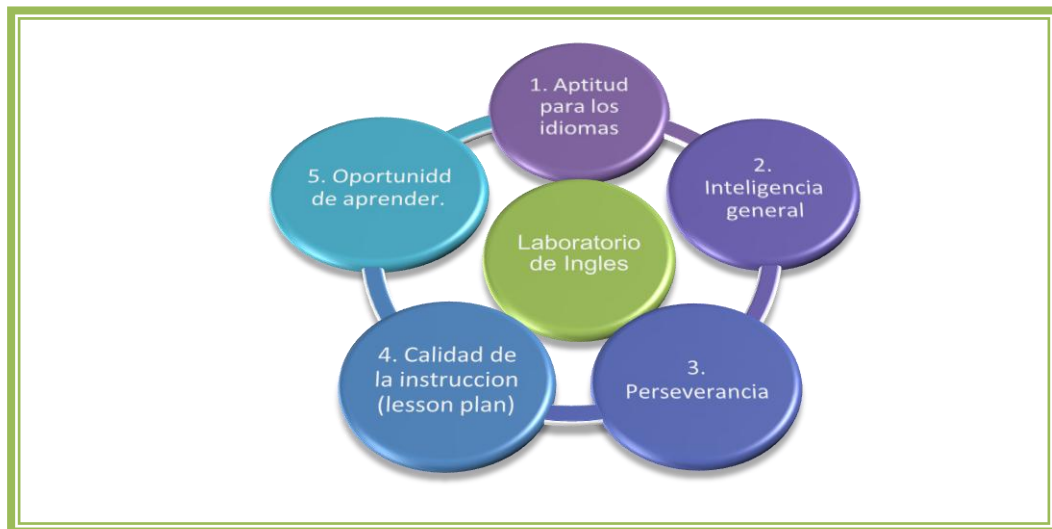 1. Aptitud
para los
idiomas
2.
Inteligencia
general
3.
Perseverancia
4. Calidad de
la instruccion
(lesson plan)
5. Oportunidd
de aprender.
Laboratorio
de Ingles